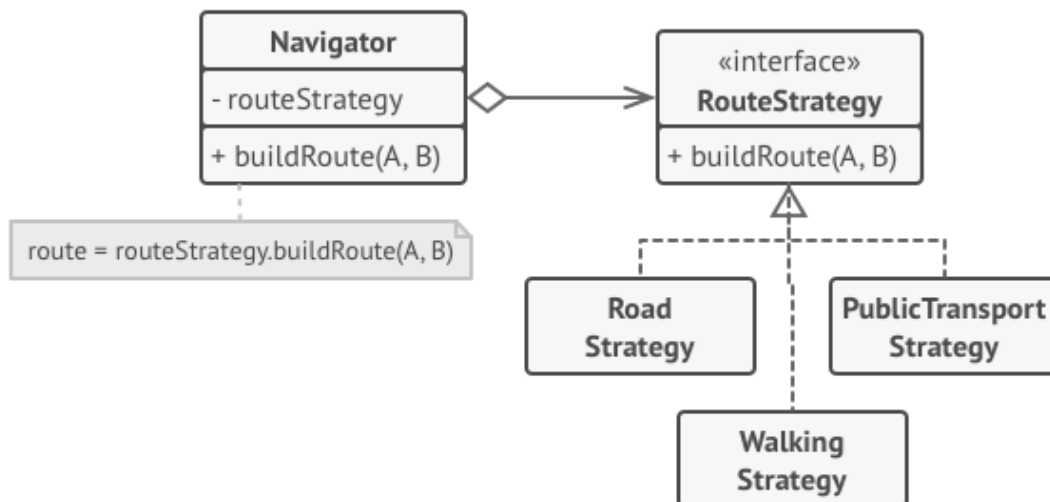 Navigator
- routeStrategy
+ buildRoute(A, B)
route = routeStrategy.buildRoute(A, B)
«interface»
RouteStrategy
+ buildRoute(A, B)
Road
Strategy
PublicTransport
Strategy
Walking
Strategy